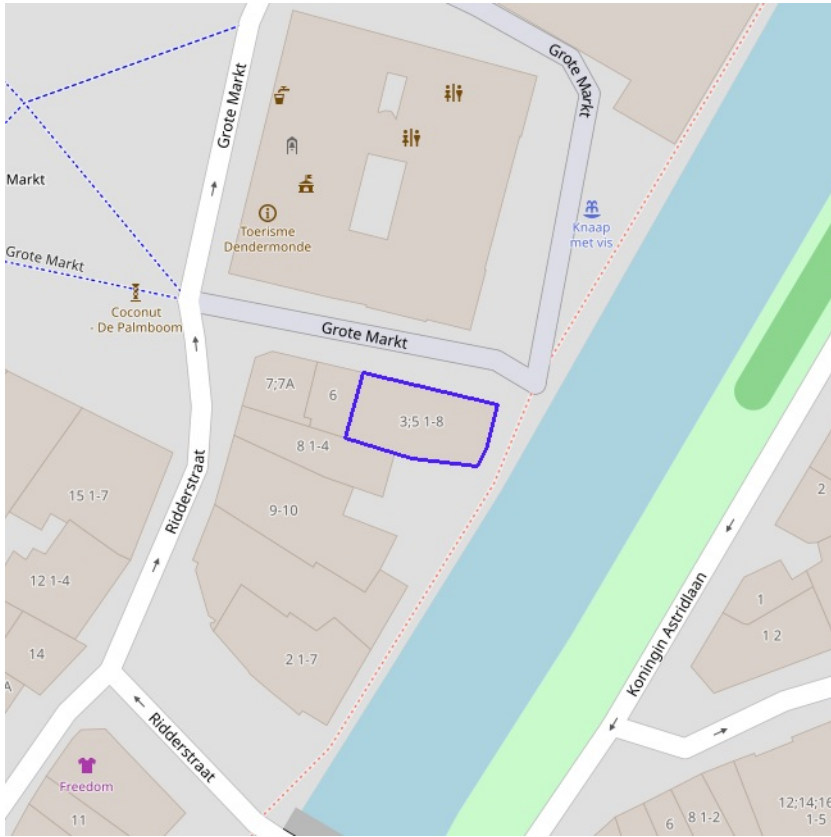 Grote Markt
Grote Markt
Markt
Toerisme
Dendermonde
Knaap
met vis
Grote Markt
Coconut
- De Palmboom
Grote Markt
7;7A
6
3;5 1-8
8 1-4
15 1-7
Ridderstraat
9-10
2
12 1-4
1
1 2
14
2 1-7
Koningin Astridlaan
A
Ridderstraat
Freedom
11
6
8 1-2
12;14;16
1-5